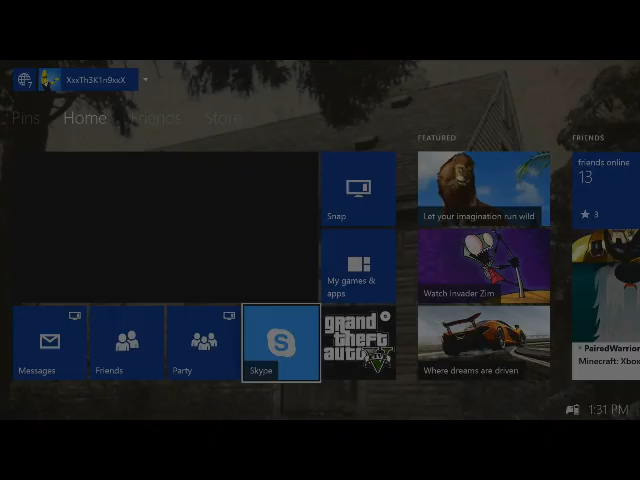 7
XxxTh3K1n9xxX
Pins Home Friends Store
FEATURED
FRIENDS
friends online
13
3
Snap
Let your imagination run wild
My games &
apps
Watch Invader Zim
Messages
Friends
Party
Skype
grand
theft
auto V
Where dreams are driven
* PairedWarrior
Minecraft: Xbox
1:31 PM